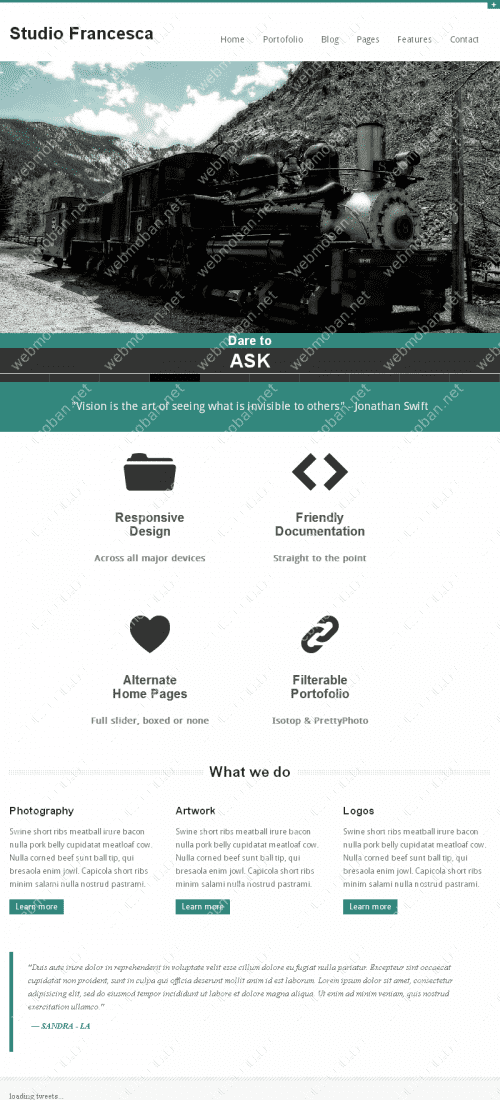 Studio Francesca
Home Portofolio Blog Pages Features Contact
Dare to
ASK
"Vision is the art of seeing what is invisible to others" - Jonathan Swift
Responsive
Design
Across all major devices
Friendly
Documentation
Straight to the point
Alternate
Home Pages
Full slider, boxed or none
Filterable
Portofolio
Isotop & PrettyPhoto
What we do
Photography
Swine short ribs meatball irure bacon
nulla pork belly cupidatat meatloaf cow.
Nulla corned beef sunt ball tip, qui
bresaola enim jowl. Capicola short ribs
minim salami nulla nostrud pastrami.
Learn more
Artwork
Swine short ribs meatball irure bacon
nulla pork belly cupidatat meatloaf cow.
Nulla corned beef sunt ball tip, qui
bresaola enim jowl. Capicola short ribs
minim salami nulla nostrud pastrami.
Learn more
Logos
Swine short ribs meatball irure bacon
nulla pork belly cupidatat meatloaf cow.
Nulla corned beef sunt ball tip, qui
bresaola enim jowl. Capicola short ribs
minim salami nulla nostrud pastrami.
Learn more
"Duis aute irure dolor in reprehenderit in voluptate velit esse cillum dolore eu fugiat nulla pariatur. Excepteur sint occaecat
cupidatat non proident, sunt in culpa qui officia deserunt mollit anim id est laborum. Lorem ipsum dolor sit amet, consectetur
adipisicing elit, sed do eiusmod tempor incididunt ut labore et dolore magna aliqua. Ut enim ad minim veniam, quis nostrud
exercitation ullamco."
— SANDRA - LA
loading tweets...
webmoban.net